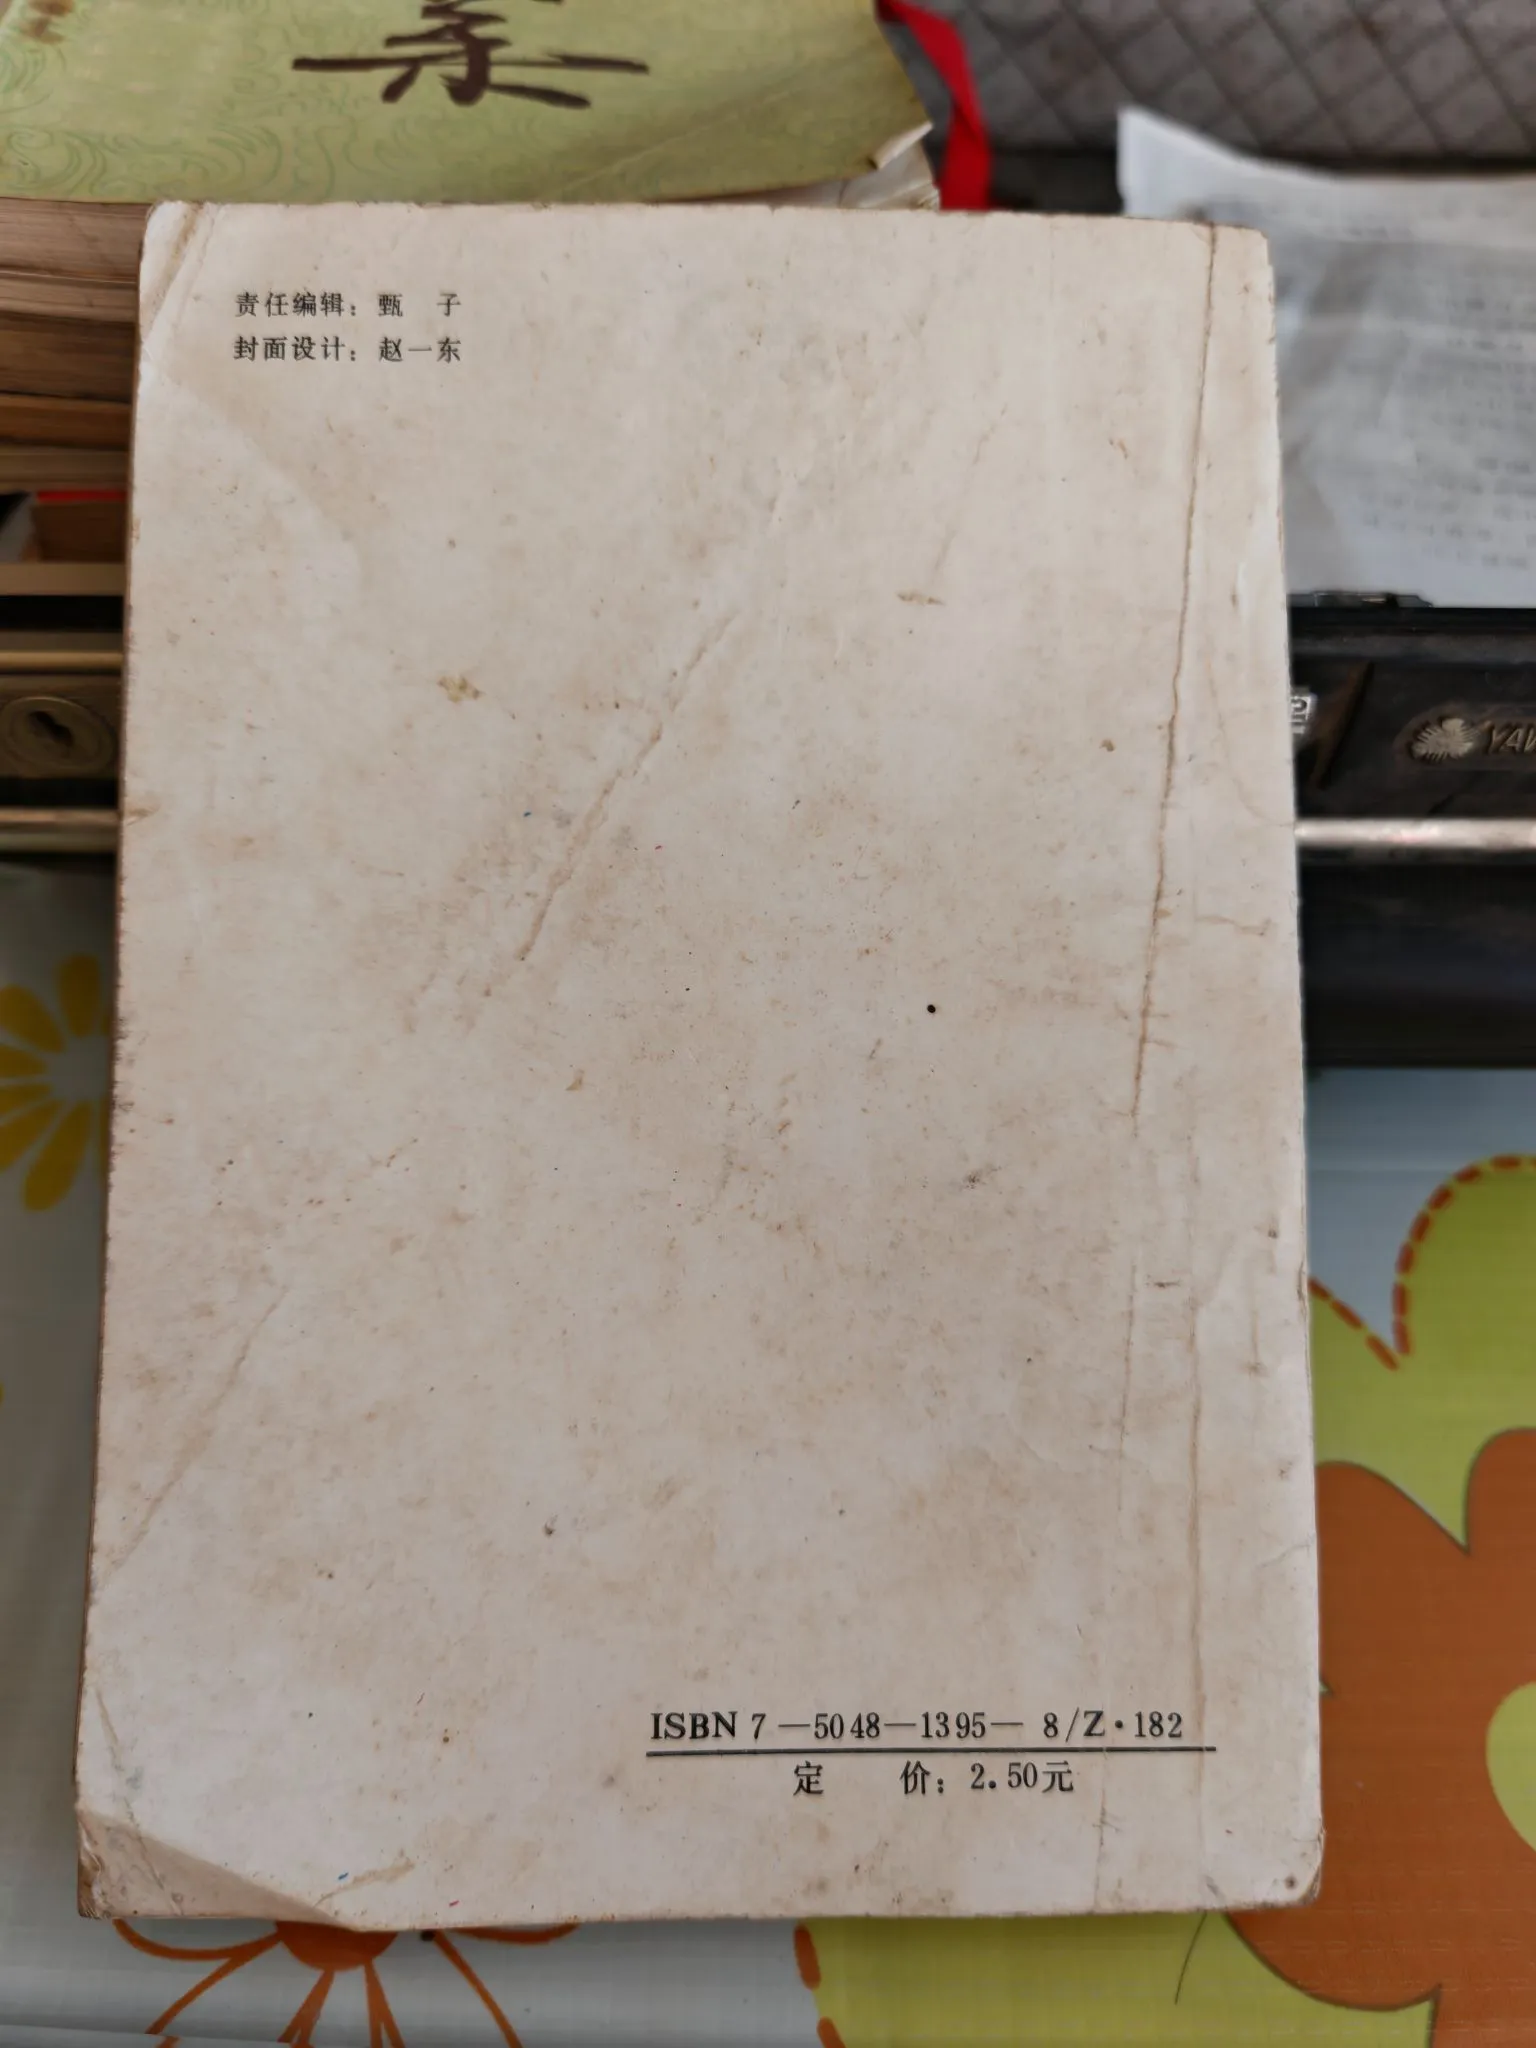 责任编辑：甄　子
封面设计：赵一东
ISBN 7—5048—1395—8/Z·182
定　　价：2.50元